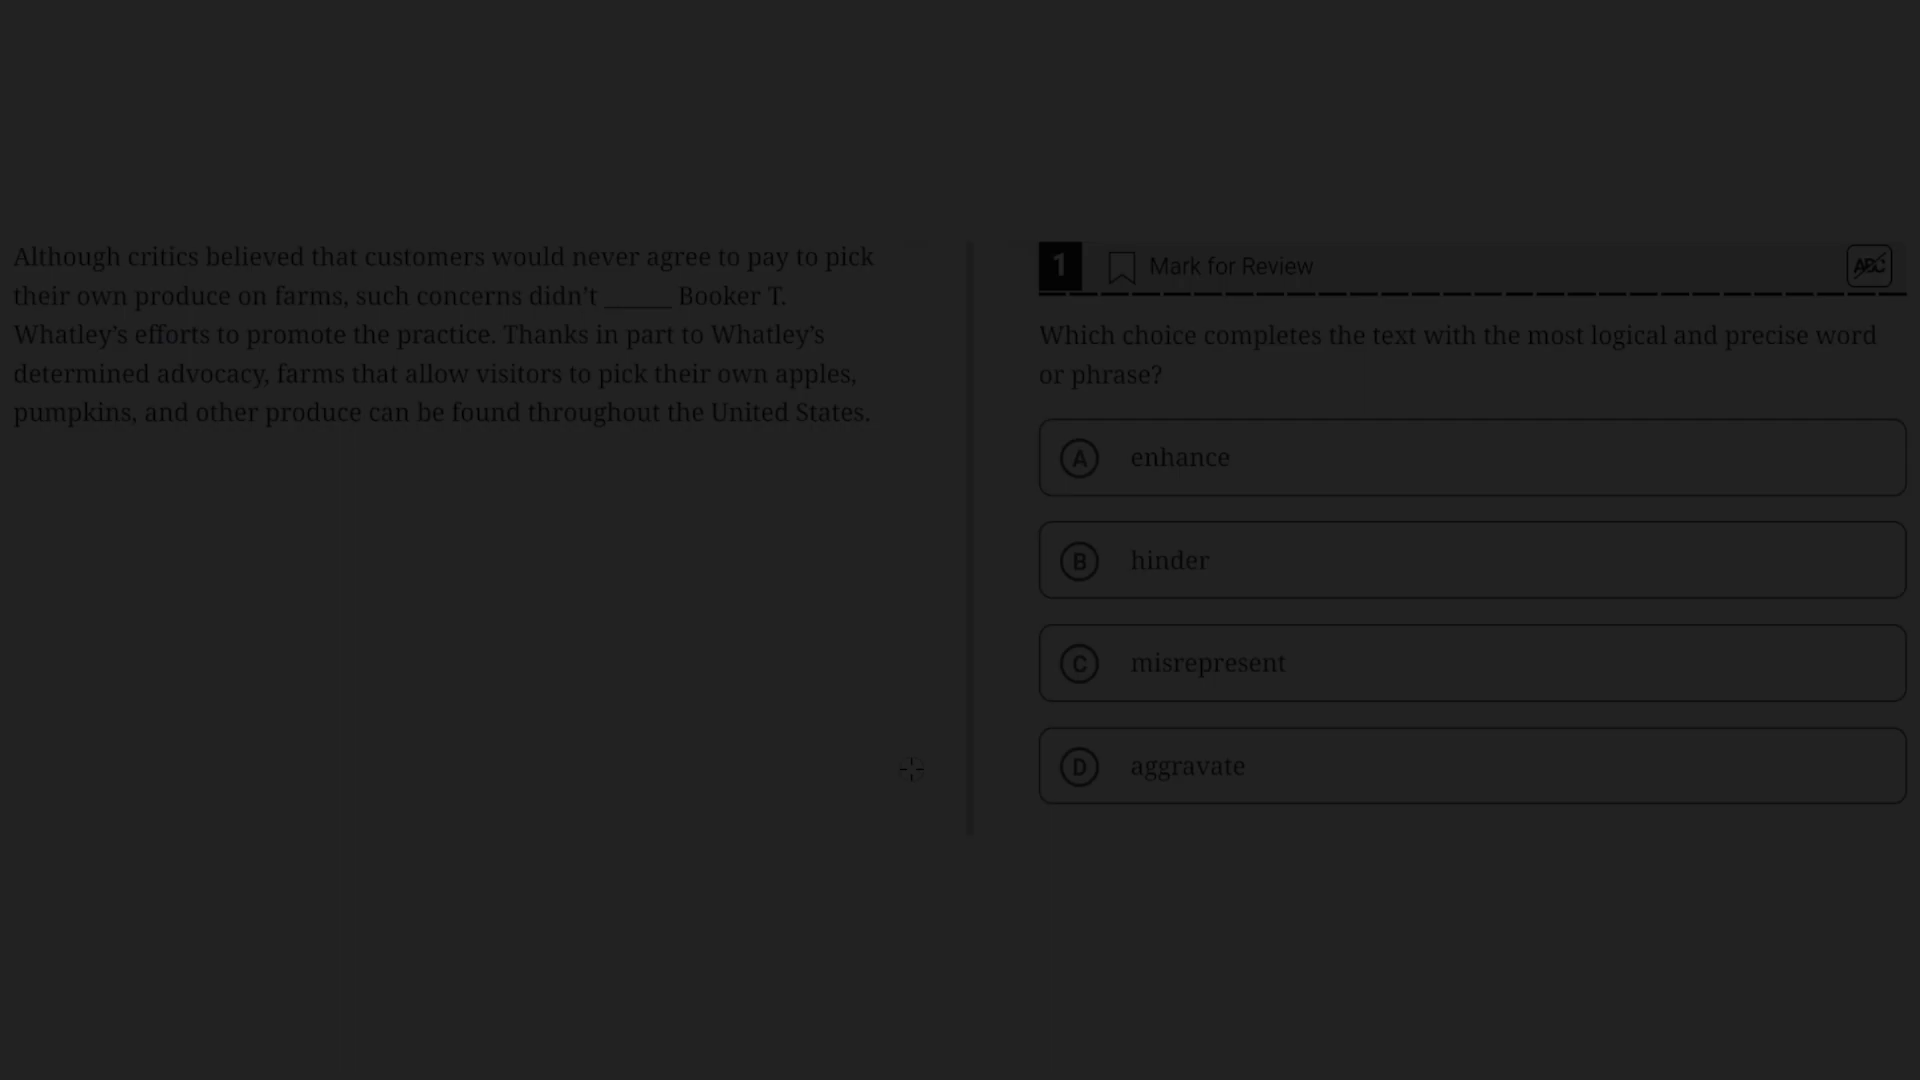 Although critics believed that customers would never agree to pay to pick
their own produce on farms, such concerns didn’t ______ Booker T.
Whatley’s efforts to promote the practice. Thanks in part to Whatley’s
determined advocacy, farms that allow visitors to pick their own apples,
pumpkins, and other produce can be found throughout the United States.
1 Mark for Review ABC
Which choice completes the text with the most logical and precise word
or phrase?
A enhance
B hinder
C misrepresent
D aggravate